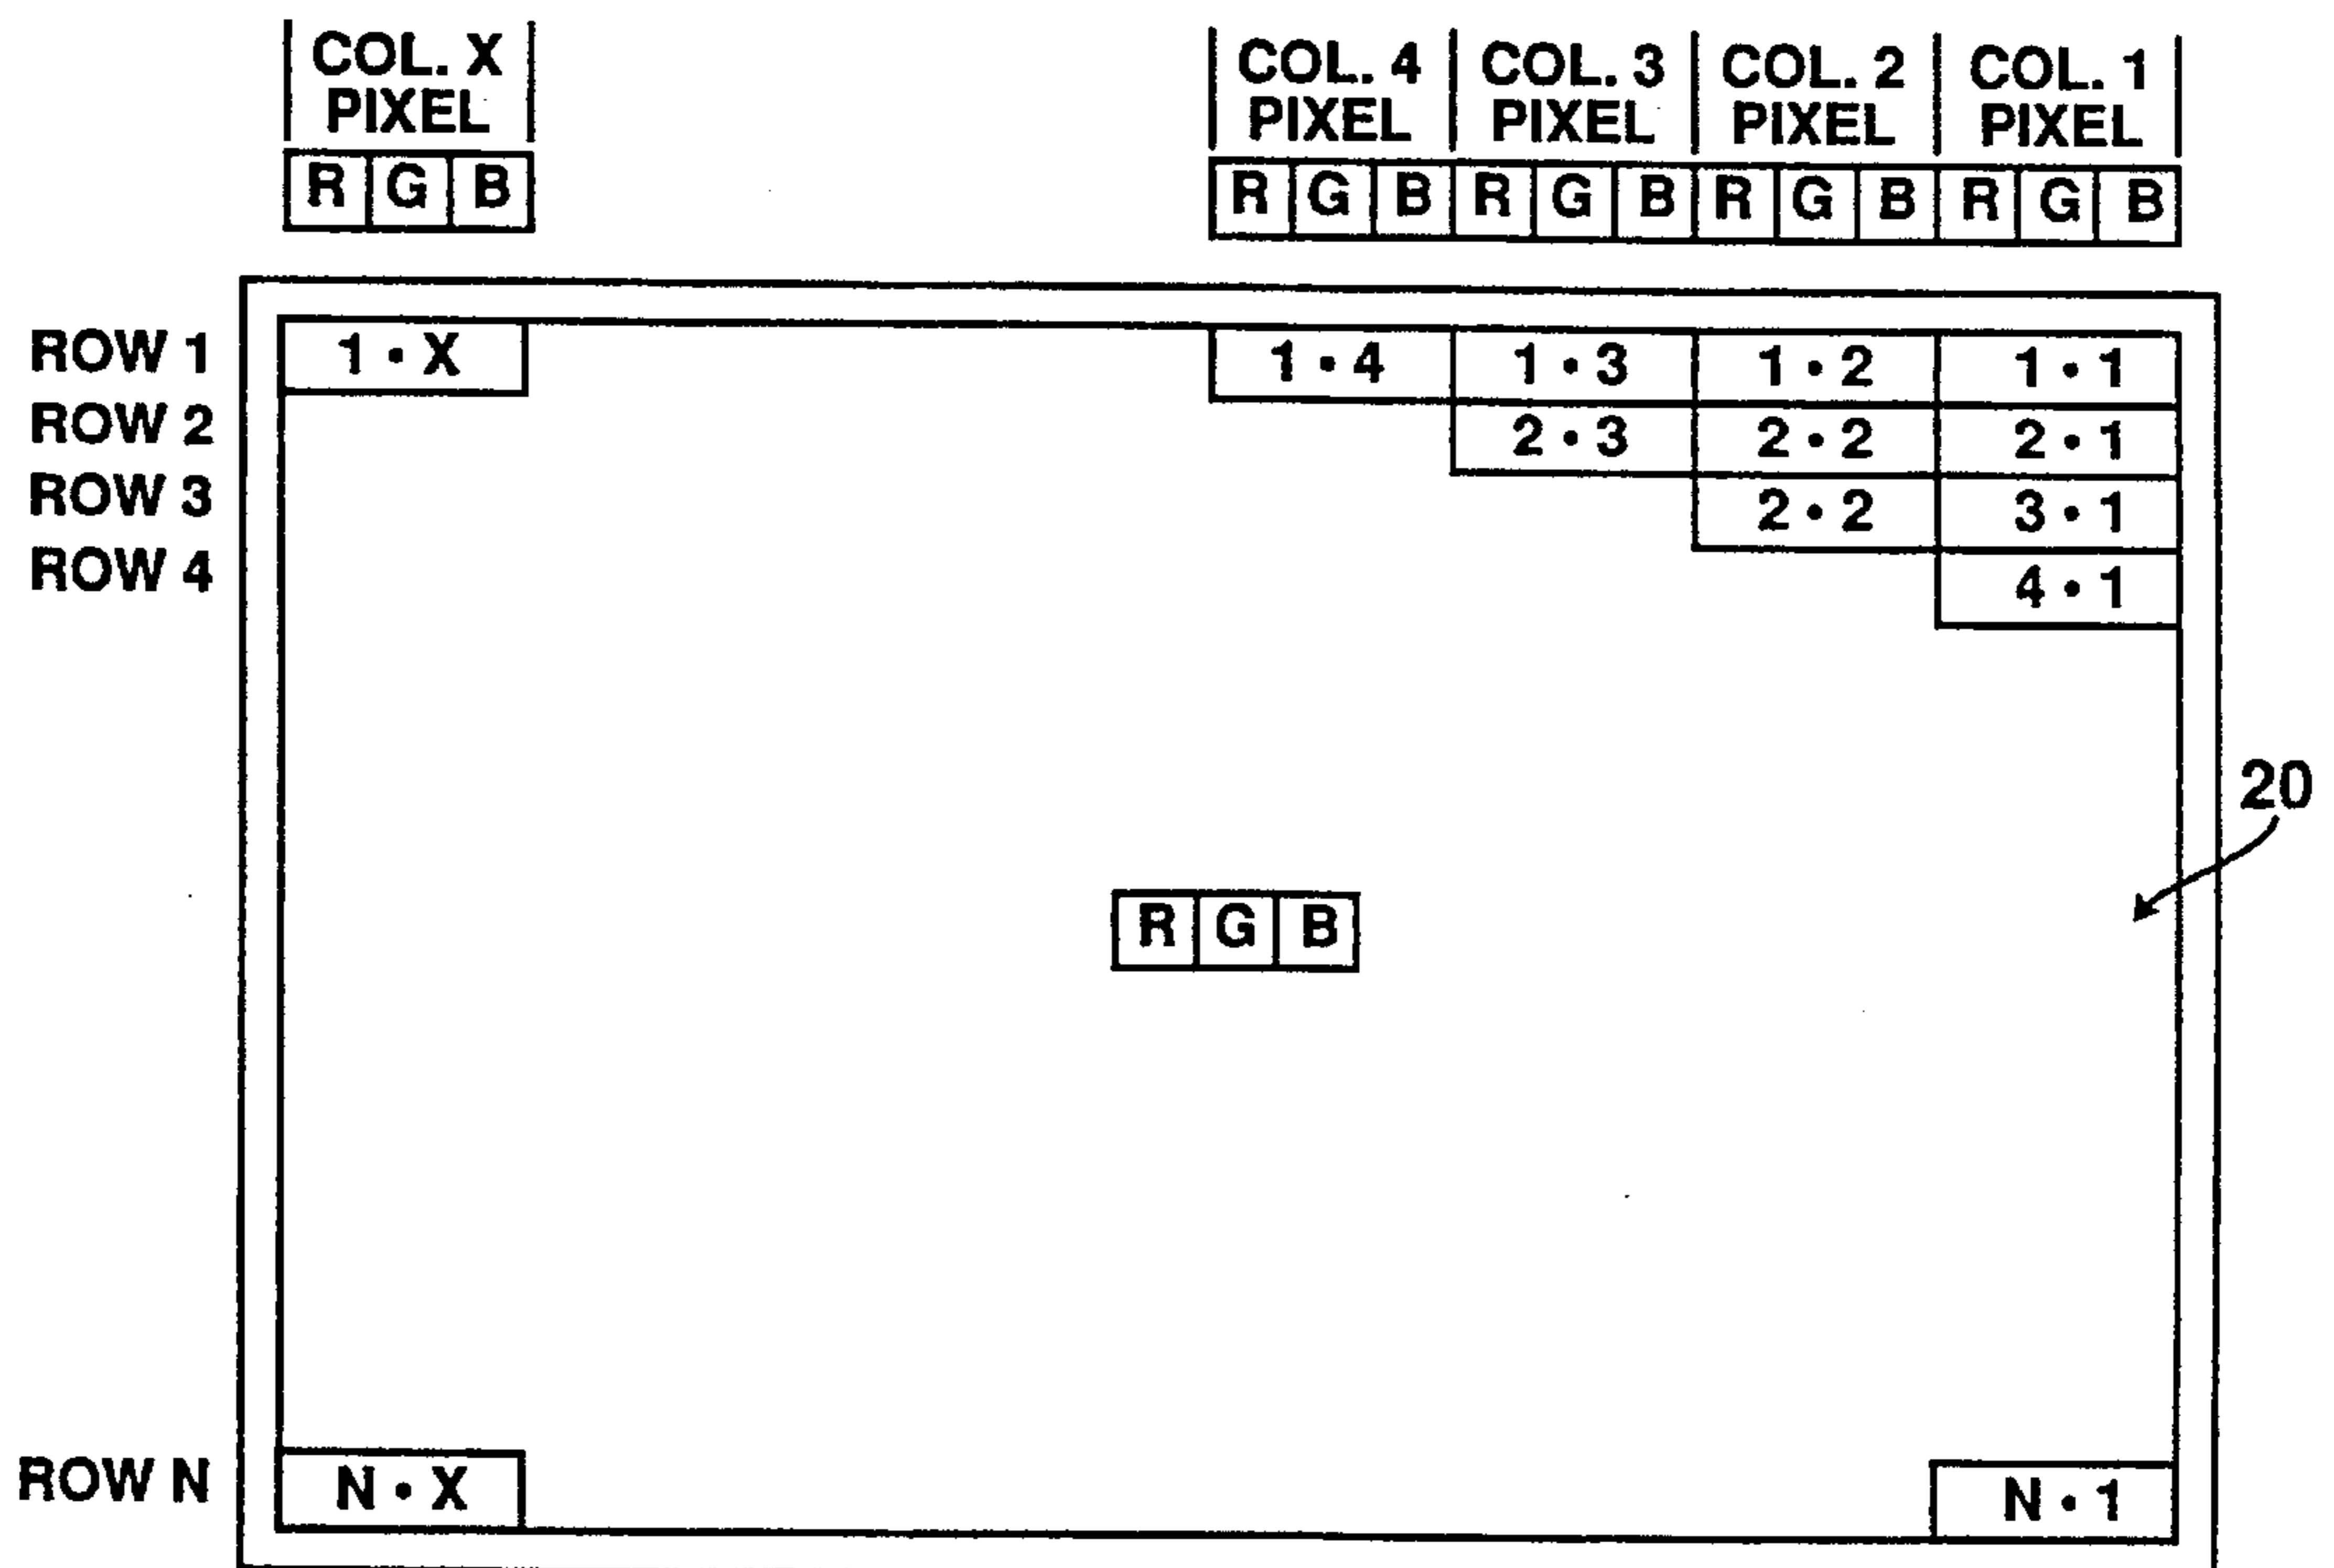 COL. X PIXEL COL. 4 PIXEL COL. 3 PIXEL COL. 2 PIXEL COL. 1 PIXEL
R G B R G B R G B R G B R G B
ROW 1 1•X 1•4 1•3 1•2 1•1
ROW 2 2•3 2•2 2•1
ROW 3 2•2 3•1
ROW 4 4•1
20
R G B
ROW N N•X N•1